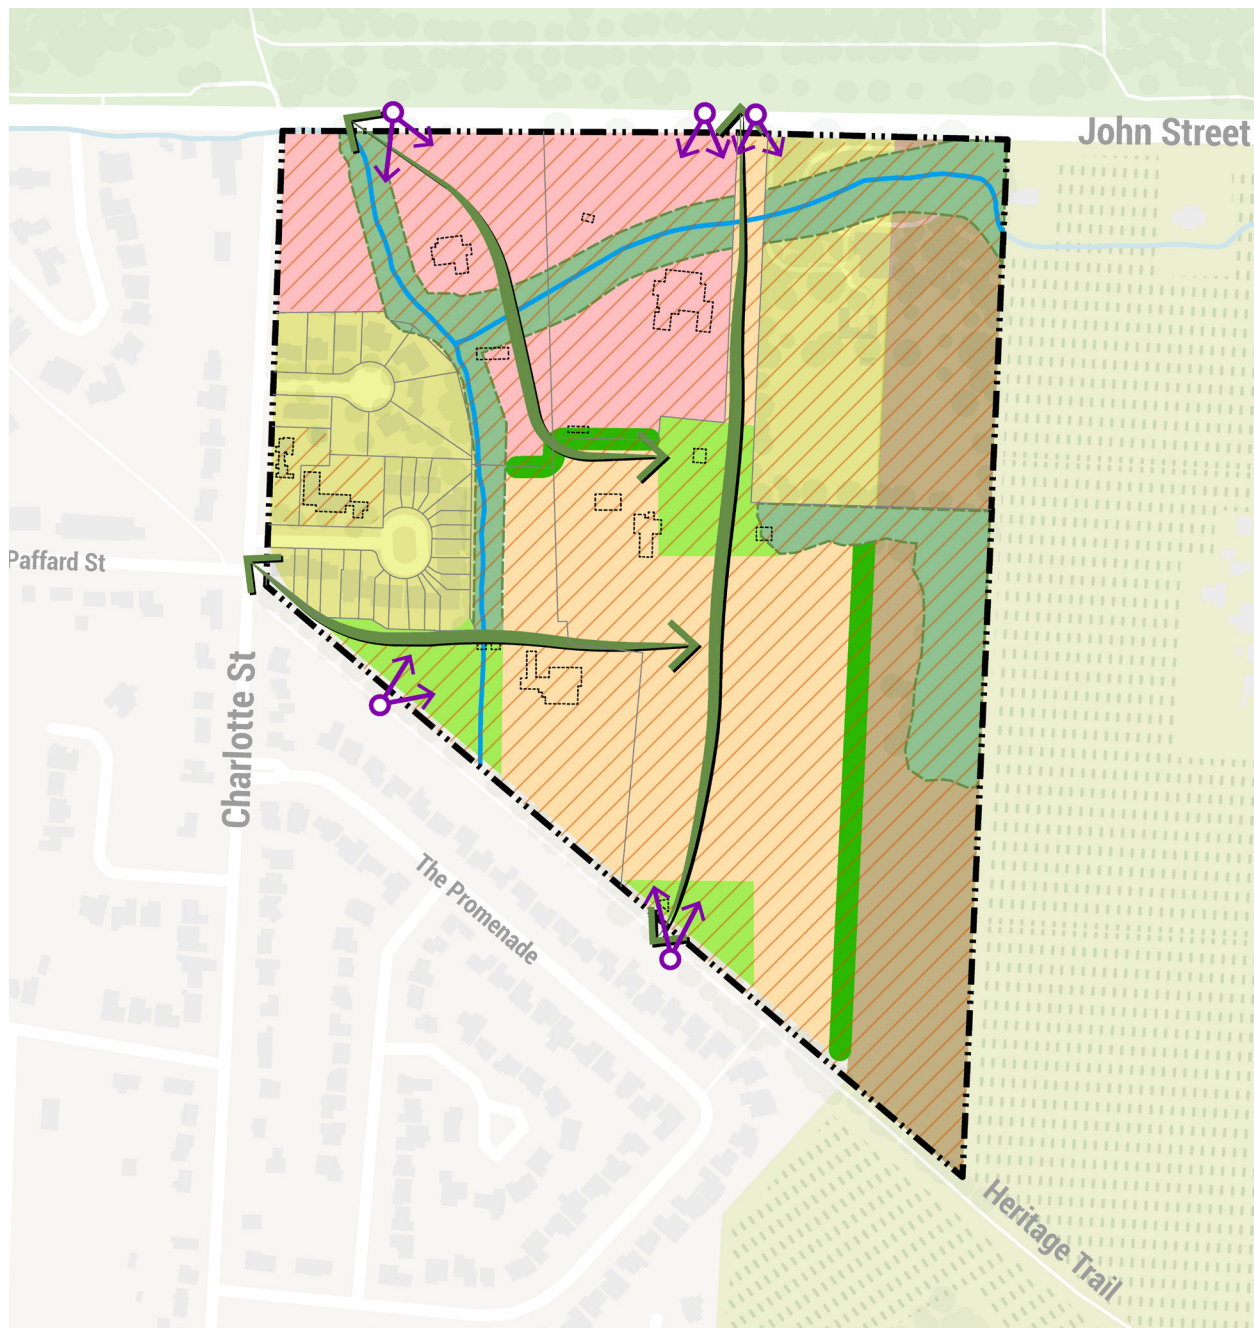 John Street
Paffard St
Charlotte St
The Promenade
Heritage Trail